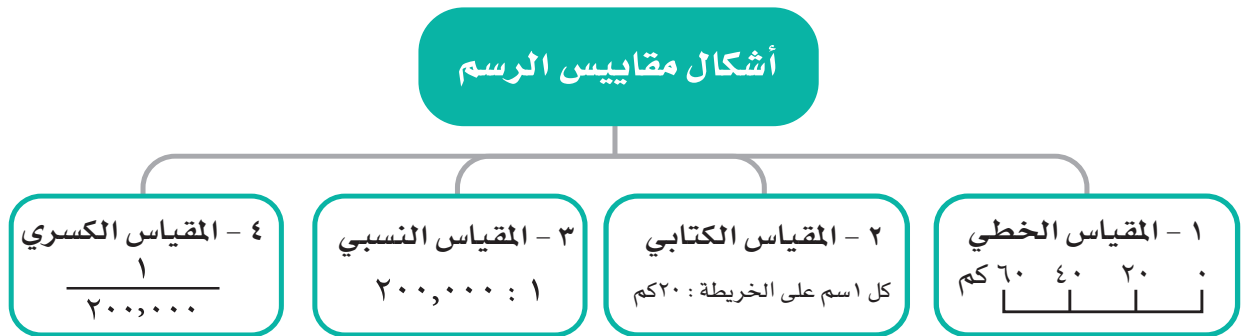 أشكال مقاييس الرسم
١ - المقياس الخطي
٠ ٢٠ ٤٠ ٦٠ كم
٢ - المقياس الكتابي
كل ١سم على الخريطة : ٢٠كم
٣ - المقياس النسبي
١ : ٢٠٠,٠٠٠
٤ - المقياس الكسري
١
٢٠٠,٠٠٠